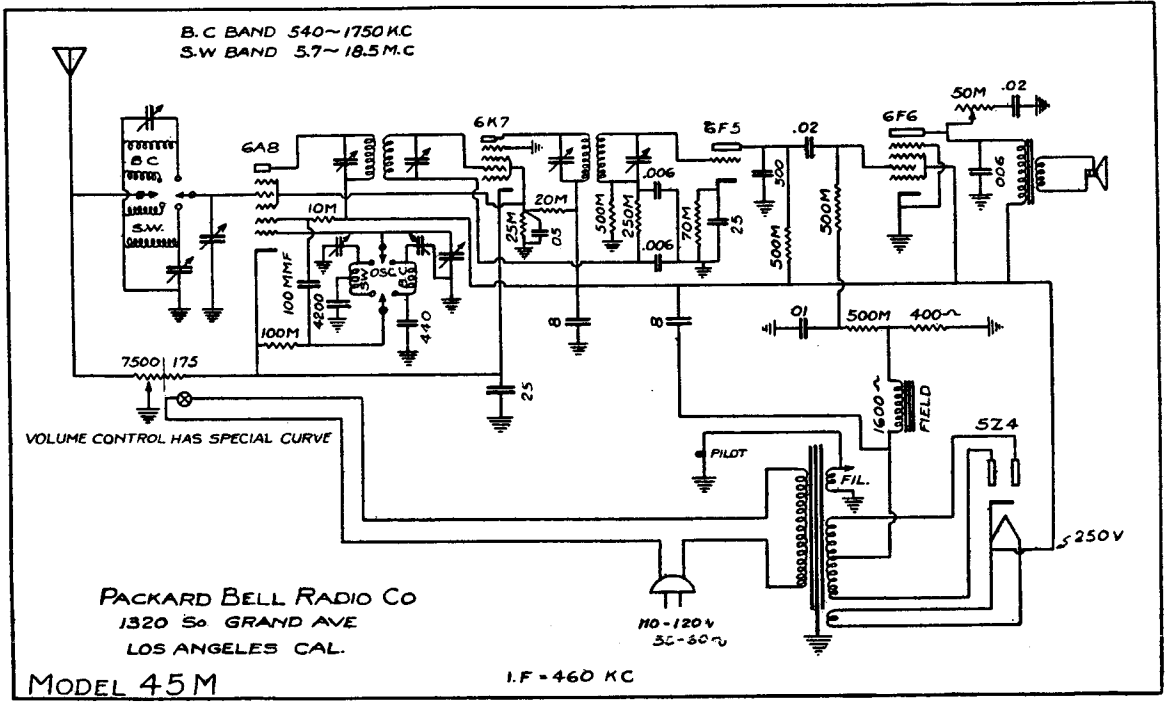 B.C BAND 540~1750 KC
S.W BAND 5.7~18.5 M.C
6A8
6K7
6F5
6F6
50M
.02
.02
B.C
S.W.
10M
20M
25M
.05
.006
500M
250M
.006
70M
25
500
500M
500M
.006
100 MMF
4200
SW
OSC
B.C
440
100M
7500
175
25
8
8
.01
500M
400~
1600~
FIELD
5Z4
VOLUME CONTROL HAS SPECIAL CURVE
PILOT
FIL.
250V
110-120V
PACKARD BELL RADIO CO
1320 So. GRAND AVE
LOS ANGELES CAL.
MODEL 45M
I.F = 460 KC